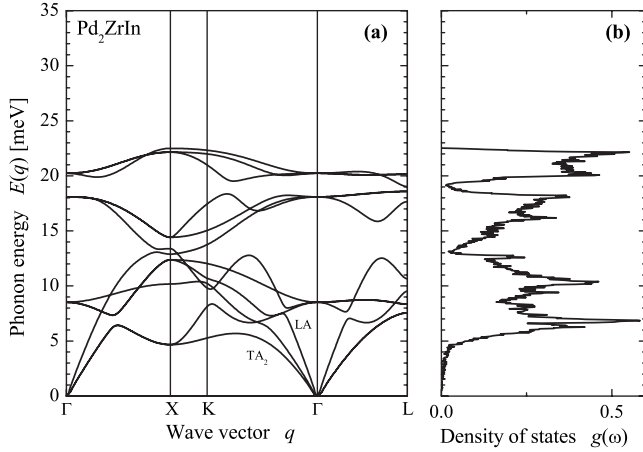 Pd₂ZrIn
(a)
(b)
35
30
25
20
15
10
5
0
Phonon energy E(q) [meV]
LA
TA₂
Γ X K Γ L
Wave vector q
0.0 0.5
Density of states g(ω)